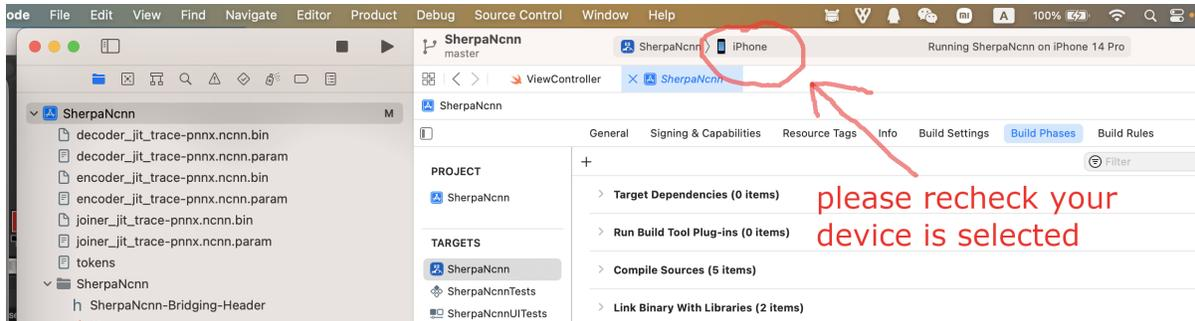 ode File Edit View Find Navigate Editor Product Debug Source Control Window Help A 100%
SherpaNcnn
master
SherpaNcnn 〉 iPhone
Running SherpaNcnn on iPhone 14 Pro
ViewController
SherpaNcnn
SherpaNcnn
SherpaNcnn M
decoder_jit_trace-pnnx.ncnn.bin
decoder_jit_trace-pnnx.ncnn.param
encoder_jit_trace-pnnx.ncnn.bin
encoder_jit_trace-pnnx.ncnn.param
joiner_jit_trace-pnnx.ncnn.bin
joiner_jit_trace-pnnx.ncnn.param
tokens
SherpaNcnn
h SherpaNcnn-Bridging-Header
General Signing & Capabilities Resource Tags Info Build Settings Build Phases Build Rules
PROJECT
SherpaNcnn
TARGETS
SherpaNcnn
SherpaNcnnTests
SherpaNcnnUITests
+ Filter
Target Dependencies (0 items)
Run Build Tool Plug-ins (0 items)
Compile Sources (5 items)
Link Binary With Libraries (2 items)
please recheck your
device is selected